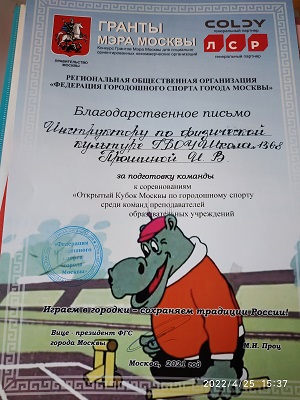 ГРАНТЫ
МЭРА МОСКВЫ
Конкурс Грантов Мэра Москвы для социально
ориентированных некоммерческих организаций
ПРАВИТЕЛЬСТВО
МОСКВЫ
COLDY
генеральный партнер
ЛСР
генеральный партнер
РЕГИОНАЛЬНАЯ ОБЩЕСТВЕННАЯ ОРГАНИЗАЦИЯ
«ФЕДЕРАЦИЯ ГОРОДОШНОГО СПОРТА ГОРОДА МОСКВЫ»
Благодарственное письмо
Инструктору по физической
культуре ГБОУ Школа 1368
И. В.
за подготовку команды
к соревнованиям
«Открытый Кубок Москвы по городошному спорту
среди команд преподавателей
образовательных учреждений
«Федерация
городошного
спорта
города
Москвы»
Играем в городки – сохраняем традиции России!
Вице - президент ФГС
города Москвы
М.И. Проц
Москва, 2021 год
2022/4/25 15:37